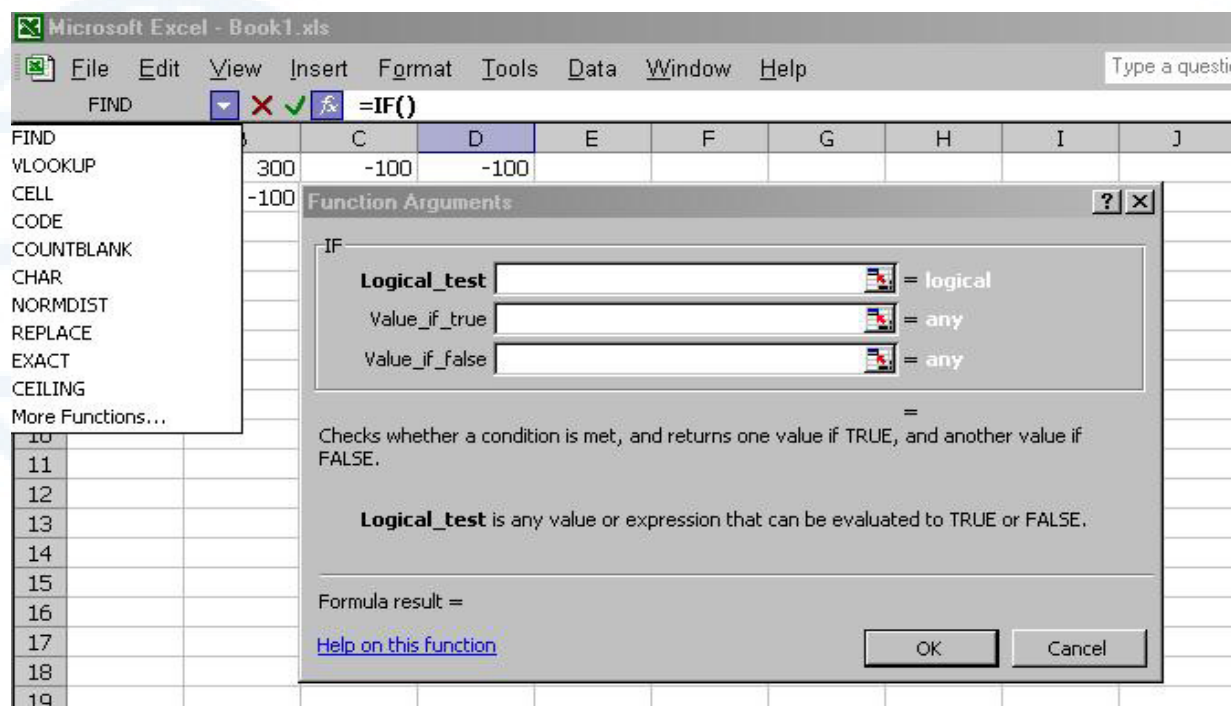 Microsoft Excel - Book1.xls
File Edit View Insert Format Tools Data Window Help Type a questi
FIND =IF()
FIND
VLOOKUP
CELL
CODE
COUNTBLANK
CHAR
NORMDIST
REPLACE
EXACT
CEILING
More Functions...
C D E F G H I J
300 -100 -100
-100
Function Arguments
IF
Logical_test = logical
Value_if_true = any
Value_if_false = any
=
Checks whether a condition is met, and returns one value if TRUE, and another value if
FALSE.
Logical_test is any value or expression that can be evaluated to TRUE or FALSE.
Formula result =
Help on this function OK Cancel
10
11
12
13
14
15
16
17
18
19